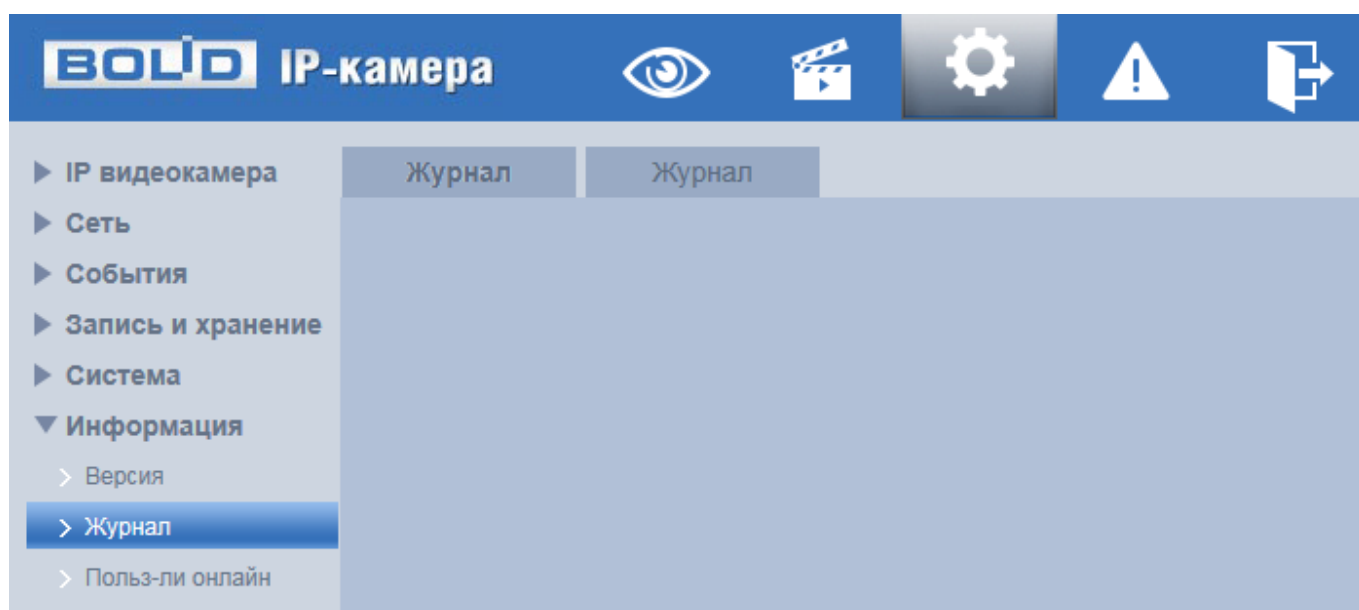 BOLID IP-камера
IP видеокамера
Сеть
События
Запись и хранение
Система
Информация
Версия
Журнал
Польз-ли онлайн
Журнал Журнал